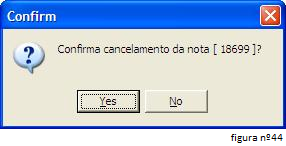 Confirm
Confirma cancelamento da nota [ 18699 ]?
Yes No
figura nº44